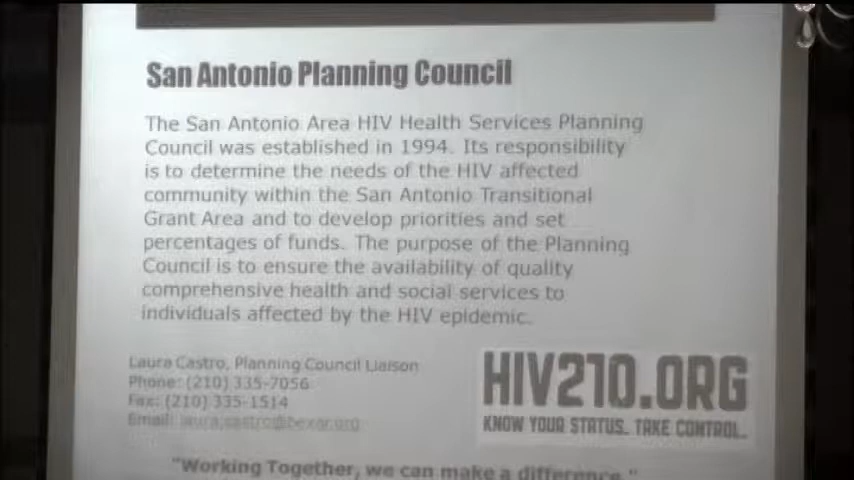 San Antonio Planning Council
The San Antonio Area HIV Health Services Planning
Council was established in 1994. Its responsibility
is to determine the needs of the HIV affected
community within the San Antonio Transitional
Grant Area and to develop priorities and set
percentages of funds. The purpose of the Planning
Council is to ensure the availability of quality
comprehensive health and social services to
individuals affected by the HIV epidemic.
Laura Castro, Planning Council Liaison
Phone: (210) 335-7056
Fax: (210) 335-1514
Email: laura.castro@bexar.org
HIV210.ORG
KNOW YOUR STATUS. TAKE CONTROL.
"Working Together, we can make a difference."